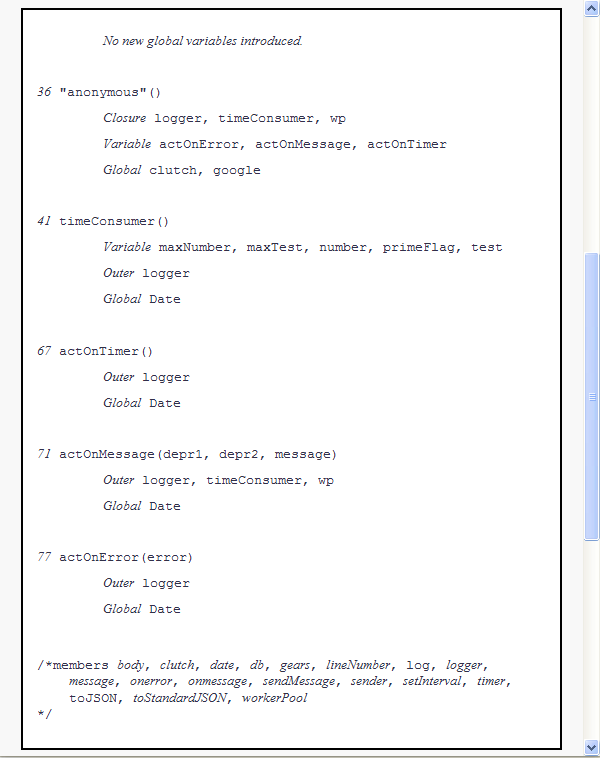 No new global variables introduced.
36 "anonymous"()
Closure logger, timeConsumer, wp
Variable actOnError, actOnMessage, actOnTimer
Global clutch, google
41 timeConsumer()
Variable maxNumber, maxTest, number, primeFlag, test
Outer logger
Global Date
67 actOnTimer()
Outer logger
Global Date
71 actOnMessage(depr1, depr2, message)
Outer logger, timeConsumer, wp
Global Date
77 actOnError(error)
Outer logger
Global Date
/*members body, clutch, date, db, gears, lineNumber, log, logger,
message, onerror, onmessage, sendMessage, sender, setInterval, timer,
toJSON, toStandardJSON, workerPool
*/